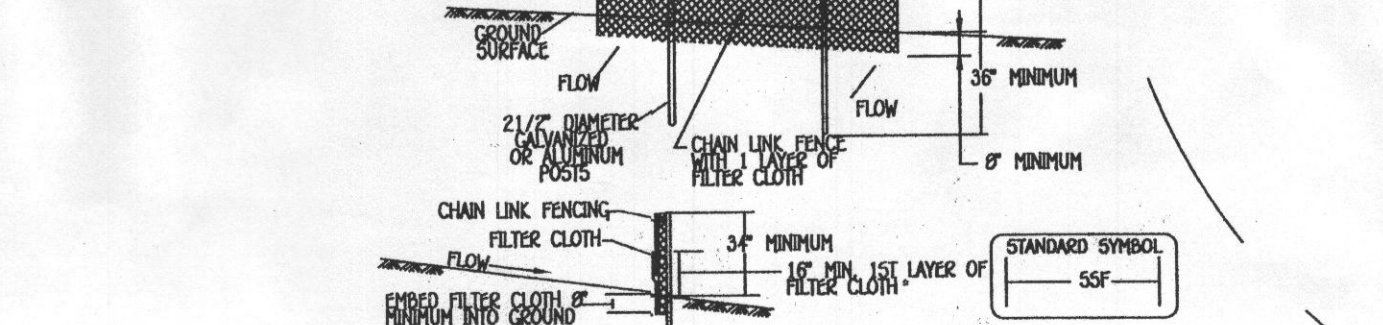 GROUND
SURFACE
FLOW
FLOW
36" MINIMUM
2 1/2" DIAMETER
GALVANIZED
OR ALUMINUM
POSTS
CHAIN LINK FENCE
WITH 1 LAYER OF
FILTER CLOTH
8" MINIMUM
CHAIN LINK FENCING
FILTER CLOTH
FLOW
34" MINIMUM
16" MIN. 1ST LAYER OF
FILTER CLOTH *
EMBED FILTER CLOTH 8"
MINIMUM INTO GROUND
STANDARD SYMBOL
SSF